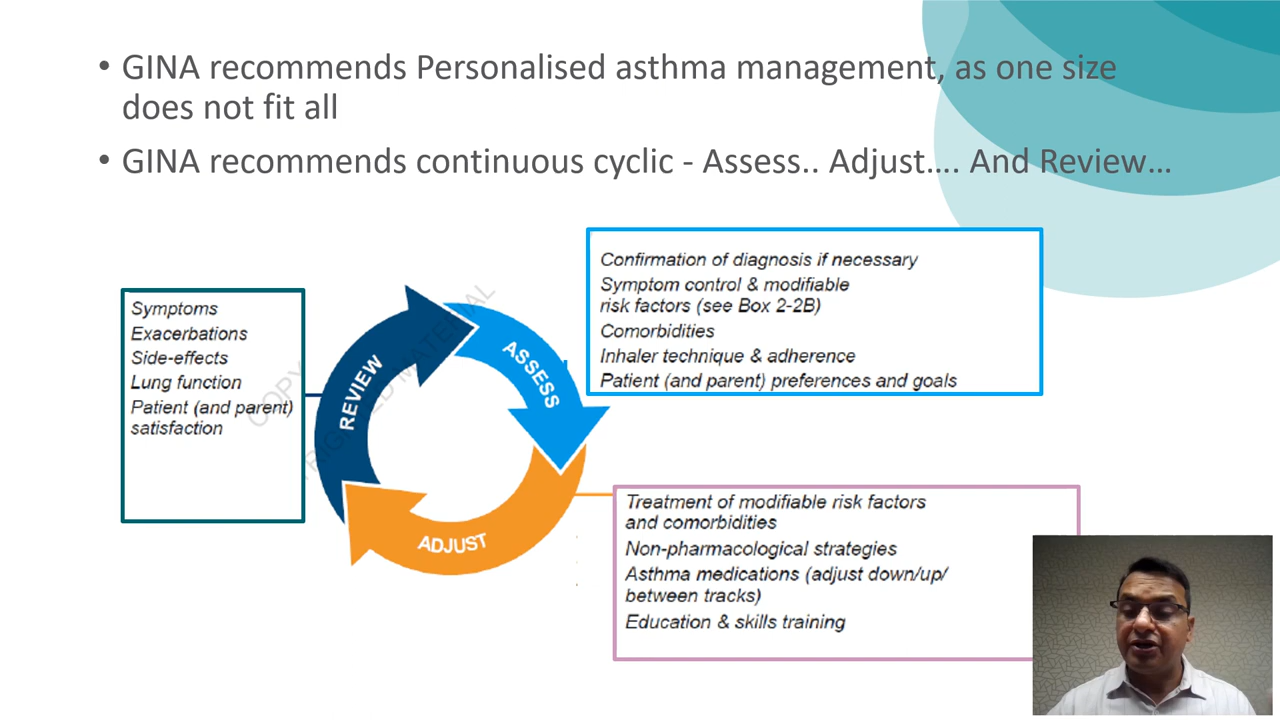 • GINA recommends Personalised asthma management, as one size
does not fit all
• GINA recommends continuous cyclic - Assess.. Adjust.... And Review...
Symptoms
Exacerbations
Side-effects
Lung function
Patient (and parent)
satisfaction
REVIEW
ASSESS
ADJUST
Confirmation of diagnosis if necessary
Symptom control & modifiable
risk factors (see Box 2-2B)
Comorbidities
Inhaler technique & adherence
Patient (and parent) preferences and goals
Treatment of modifiable risk factors
and comorbidities
Non-pharmacological strategies
Asthma medications (adjust down/up/
between tracks)
Education & skills training